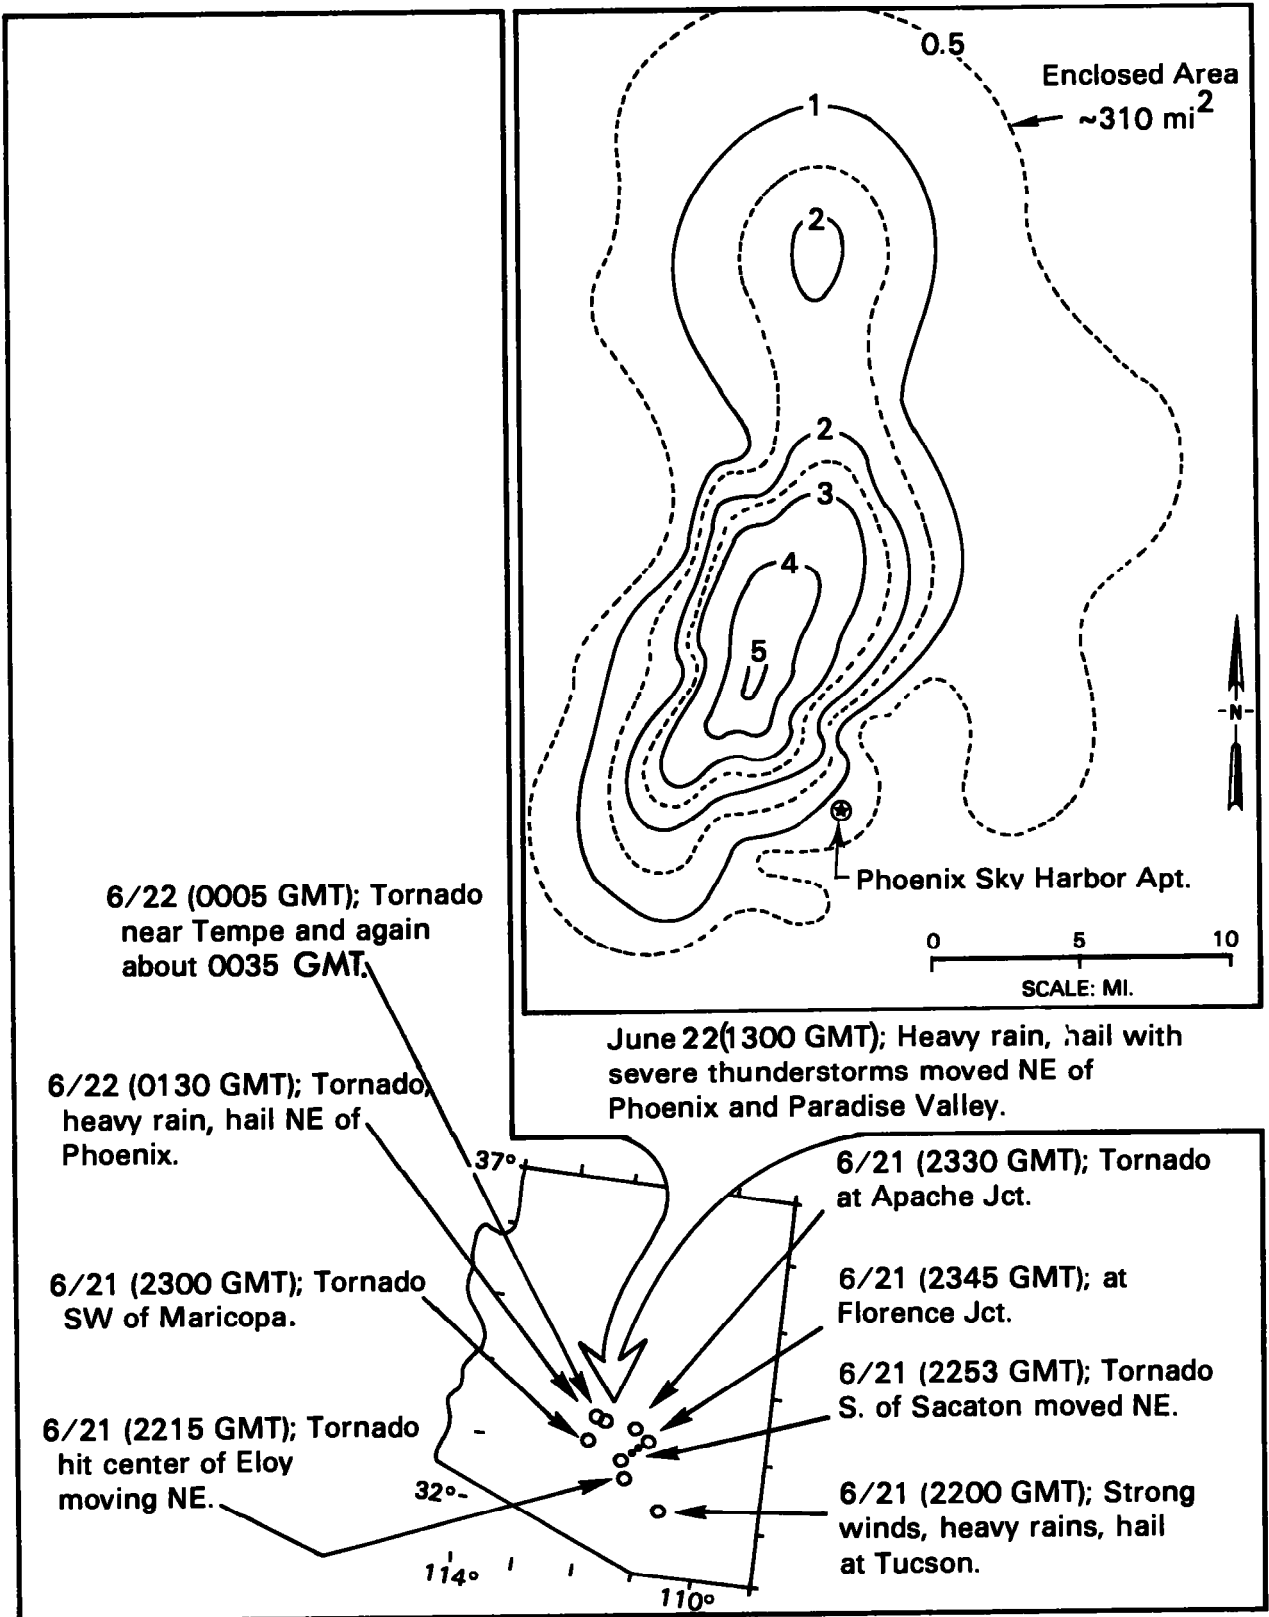 0.5
Enclosed Area
~310 mi2
1
2
2
3
4
5
-N-
Phoenix Sky Harbor Apt.
0 5 10
SCALE: MI.
6/22 (0005 GMT); Tornado
near Tempe and again
about 0035 GMT.
June 22(1300 GMT); Heavy rain, hail with
severe thunderstorms moved NE of
Phoenix and Paradise Valley.
6/22 (0130 GMT); Tornado,
heavy rain, hail NE of
Phoenix.
37°
6/21 (2330 GMT); Tornado
at Apache Jct.
6/21 (2300 GMT); Tornado
SW of Maricopa.
6/21 (2345 GMT); at
Florence Jct.
6/21 (2253 GMT); Tornado
S. of Sacaton moved NE.
6/21 (2215 GMT); Tornado
hit center of Eloy
moving NE.
32°
6/21 (2200 GMT); Strong
winds, heavy rains, hail
at Tucson.
114°
110°